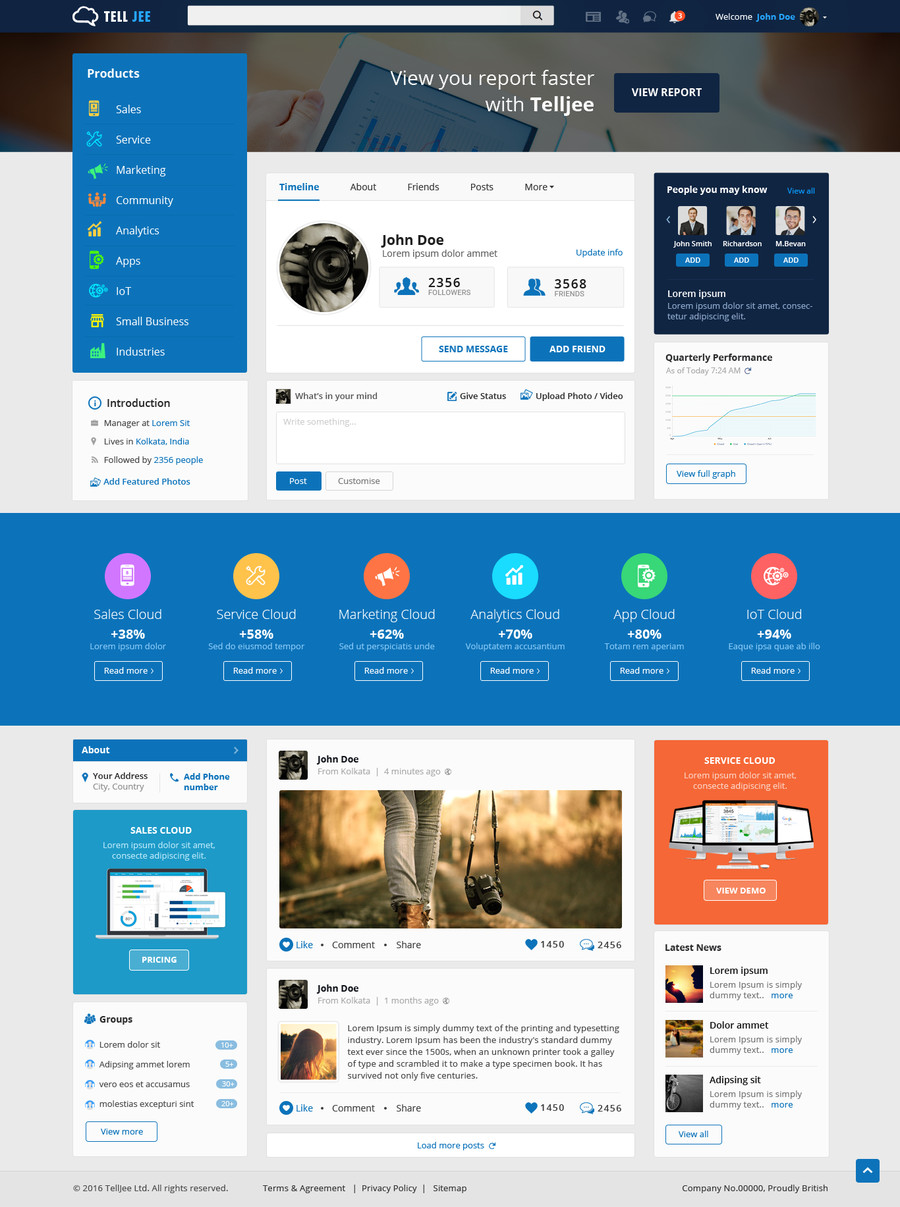 TELL JEE
3
Welcome John Doe
Products
Sales
Service
Marketing
Community
Analytics
Apps
IoT
Small Business
Industries
View you report faster
with Telljee
VIEW REPORT
Timeline
About
Friends
Posts
More
John Doe
Lorem ipsum dolor ammet
Update info
2356
FOLLOWERS
3568
FRIENDS
SEND MESSAGE
ADD FRIEND
People you may know
View all
John Smith
Richardson
M.Bevan
ADD
ADD
ADD
Lorem ipsum
Lorem ipsum dolor sit amet, consec-
tetur adipiscing elit.
Introduction
Manager at Lorem Sit
Lives in Kolkata, India
Followed by 2356 people
Add Featured Photos
What's in your mind
Give Status
Upload Photo / Video
Write something...
Post
Customise
Quarterly Performance
As of Today 7:24 AM
View full graph
Sales Cloud
+38%
Lorem ipsum dolor
Read more
Service Cloud
+58%
Sed do eiusmod tempor
Read more
Marketing Cloud
+62%
Sed ut perspiciatis unde
Read more
Analytics Cloud
+70%
Voluptatem accusantium
Read more
App Cloud
+80%
Totam rem aperiam
Read more
IoT Cloud
+94%
Eaque ipsa quae ab illo
Read more
About
Your Address
City, Country
Add Phone
number
SALES CLOUD
Lorem ipsum dolor sit amet,
consecte adipiscing elit.
PRICING
Groups
Lorem dolor sit 10+
Adipsing ammet lorem 5+
vero eos et accusamus 30+
molestias excepturi sint 20+
View more
John Doe
From Kolkata | 4 minutes ago
Like • Comment • Share
1450
2456
John Doe
From Kolkata | 1 months ago
Lorem Ipsum is simply dummy text of the printing and typesetting
industry. Lorem Ipsum has been the industry's standard dummy
text ever since the 1500s, when an unknown printer took a galley
of type and scrambled it to make a type specimen book. It has
survived not only five centuries.
Like • Comment • Share
1450
2456
Load more posts
SERVICE CLOUD
Lorem ipsum dolor sit amet,
consecte adipiscing elit.
VIEW DEMO
Latest News
Lorem ipsum
Lorem Ipsum is simply
dummy text.. more
Dolor ammet
Lorem Ipsum is simply
dummy text.. more
Adipsing sit
Lorem Ipsum is simply
dummy text.. more
View all
© 2016 TellJee Ltd. All rights reserved.
Terms & Agreement | Privacy Policy | Sitemap
Company No.00000, Proudly British